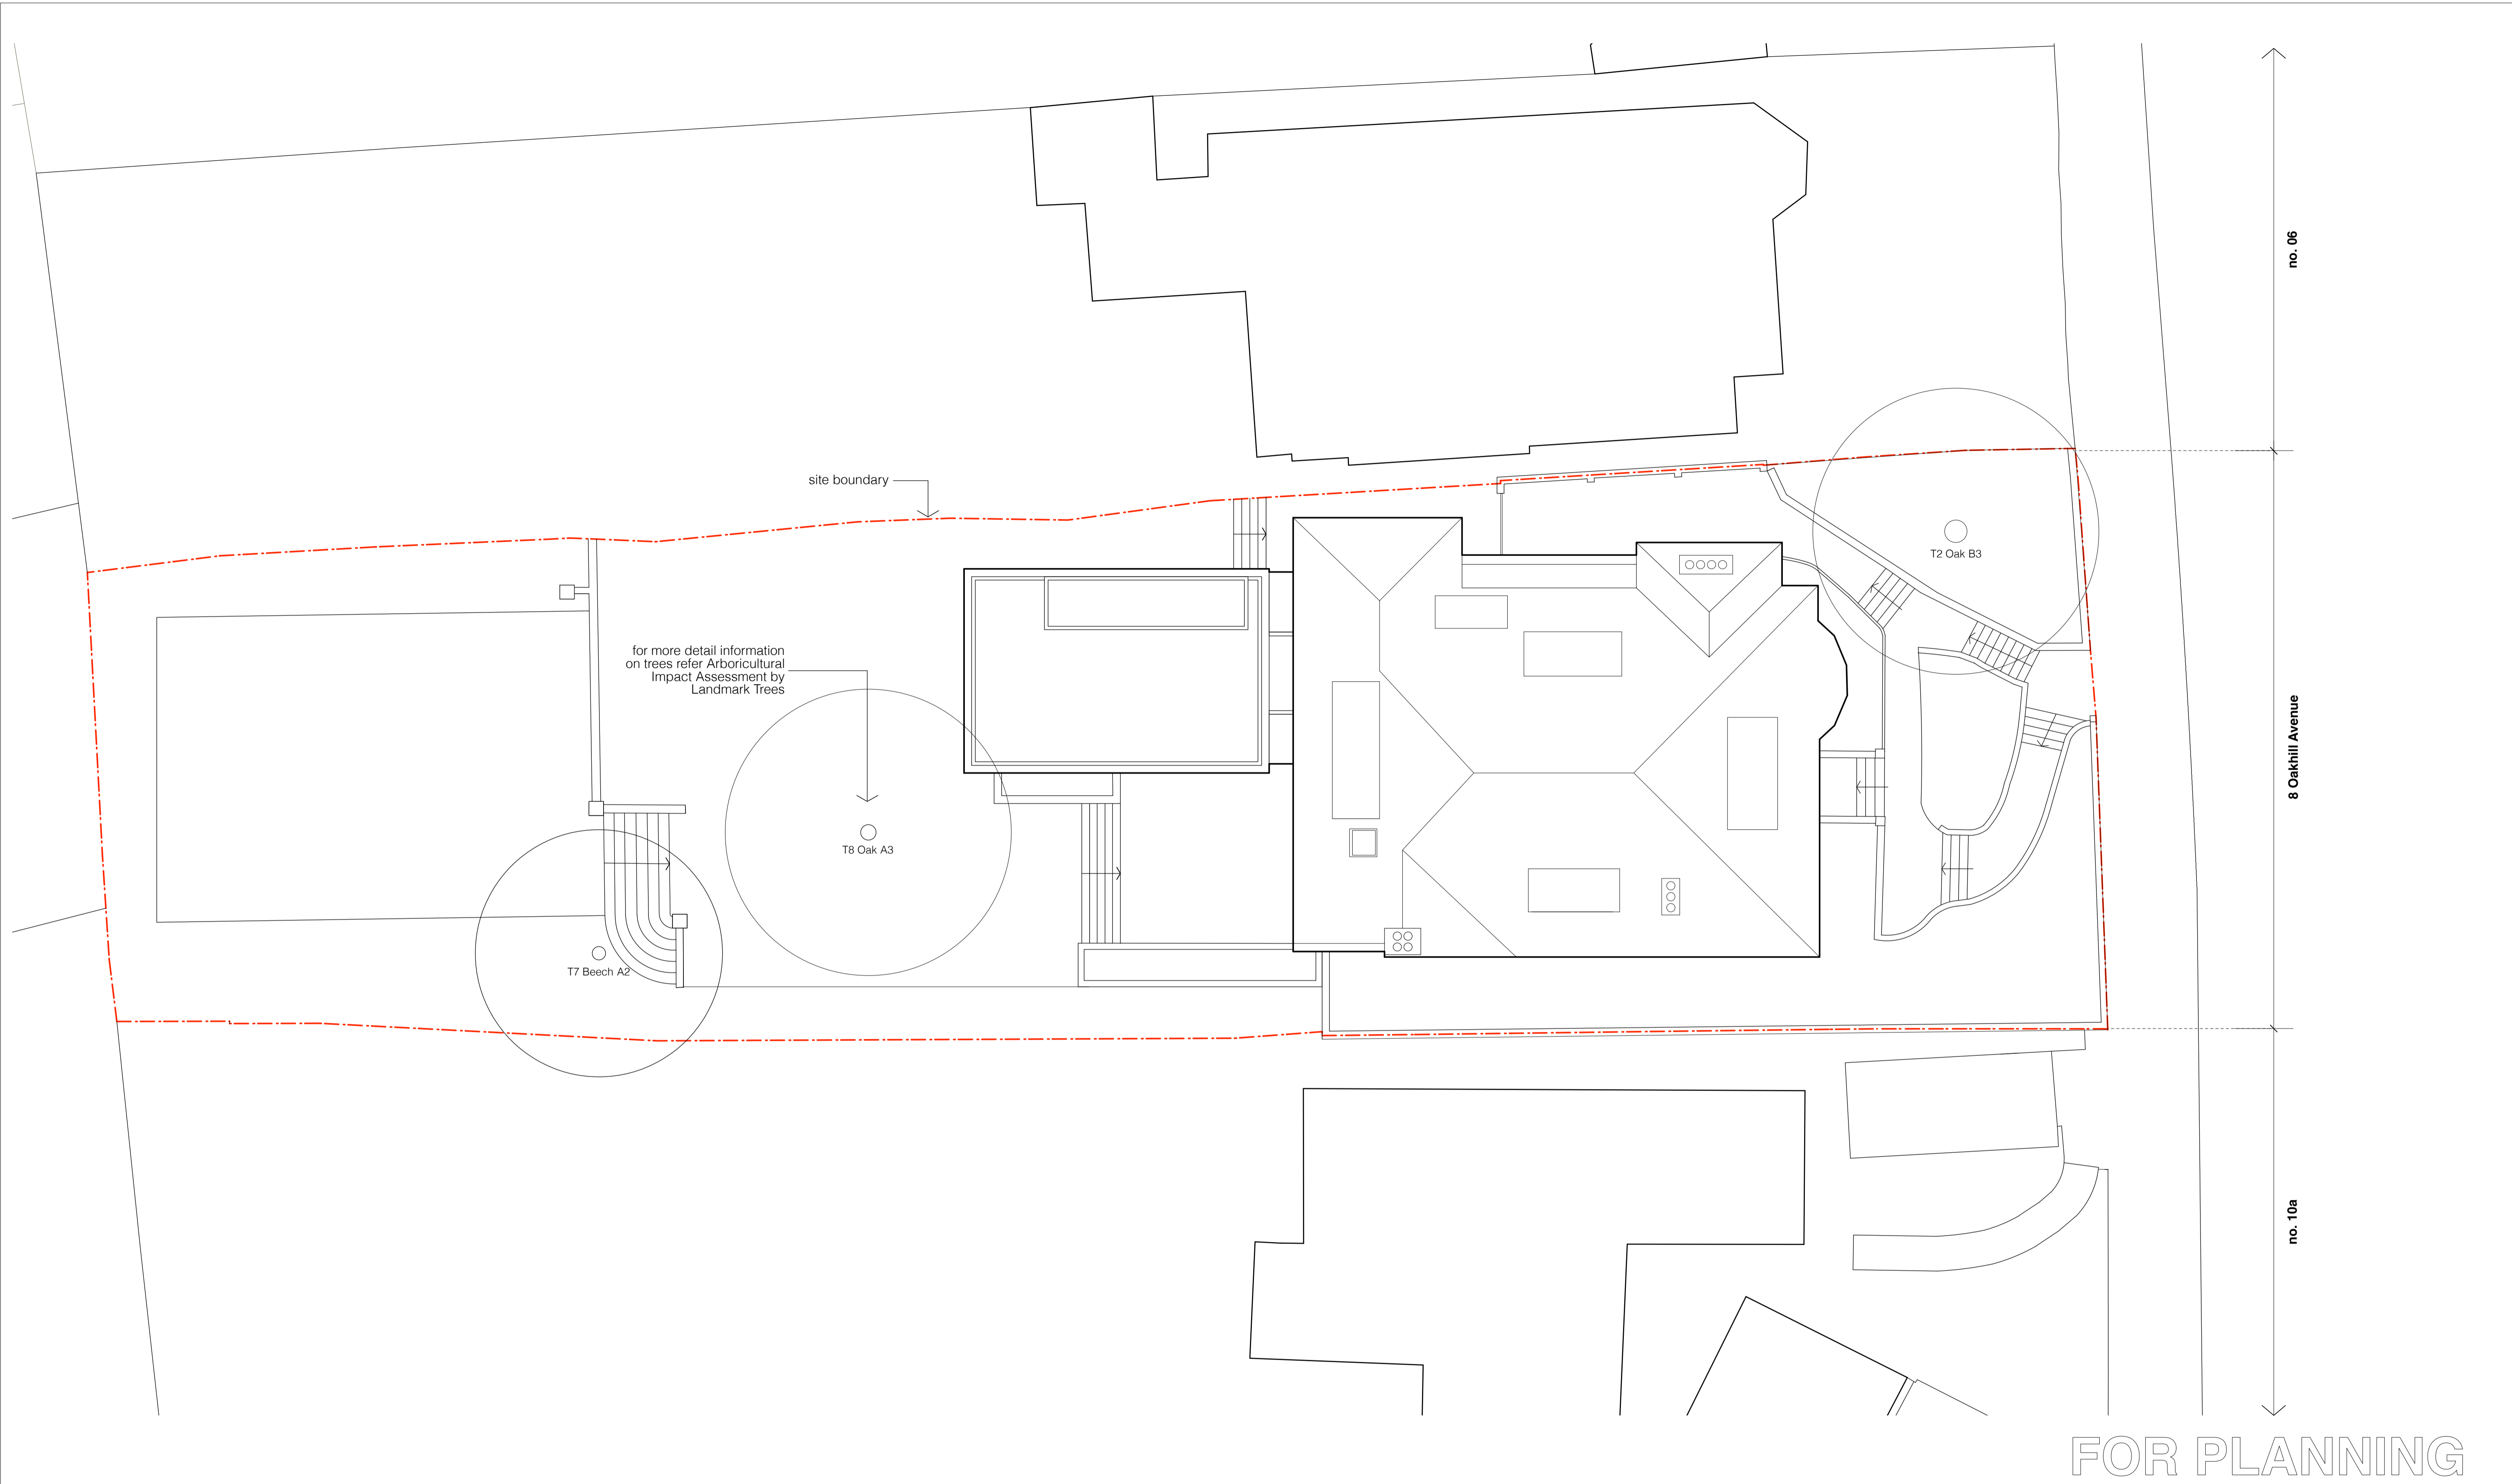 no. 06
site boundary
T2 Oak B3
for more detail information
on trees refer Arboricultural
Impact Assessment by
Landmark Trees
8 Oakhill Avenue
T8 Oak A3
T7 Beech A2
no. 10a
FOR PLANNING